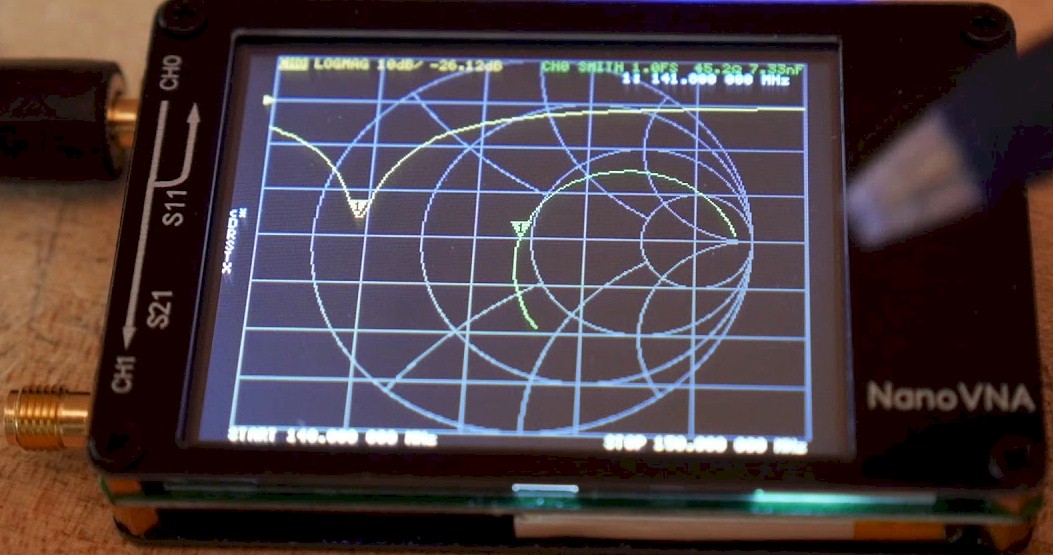 CH0 LOGMAG 10dB/ -26.12dB CH0 SMITH 1.0FS 45.2Ω 7.33nF
1: 141.000 000 MHz
CH0
S11
S21
CH1
START 140.000 000 MHz STOP 150.000 000 MHz
NanoVNA